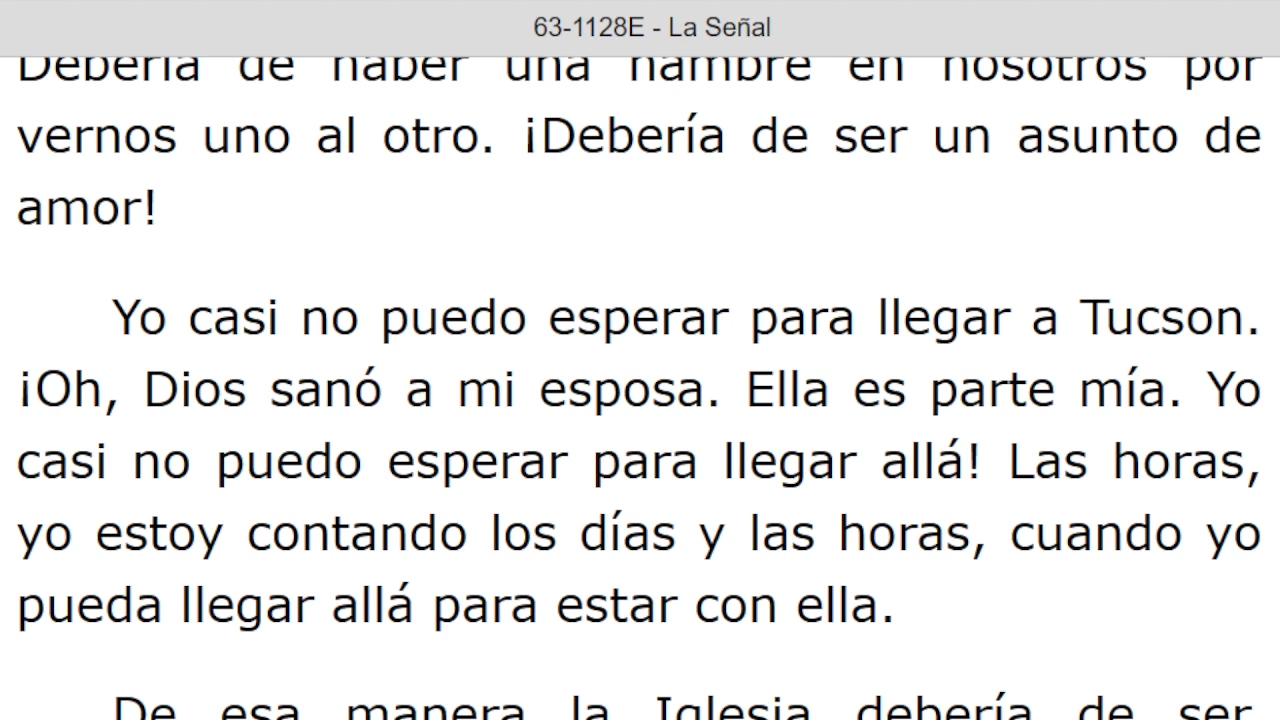 63-1128E - La Señal
Debería de haber una hambre en nosotros por
vernos uno al otro. ¡Debería de ser un asunto de
amor!
Yo casi no puedo esperar para llegar a Tucson.
¡Oh, Dios sanó a mi esposa. Ella es parte mía. Yo
casi no puedo esperar para llegar allá! Las horas,
yo estoy contando los días y las horas, cuando yo
pueda llegar allá para estar con ella.
De esa manera la Iglesia debería de ser.